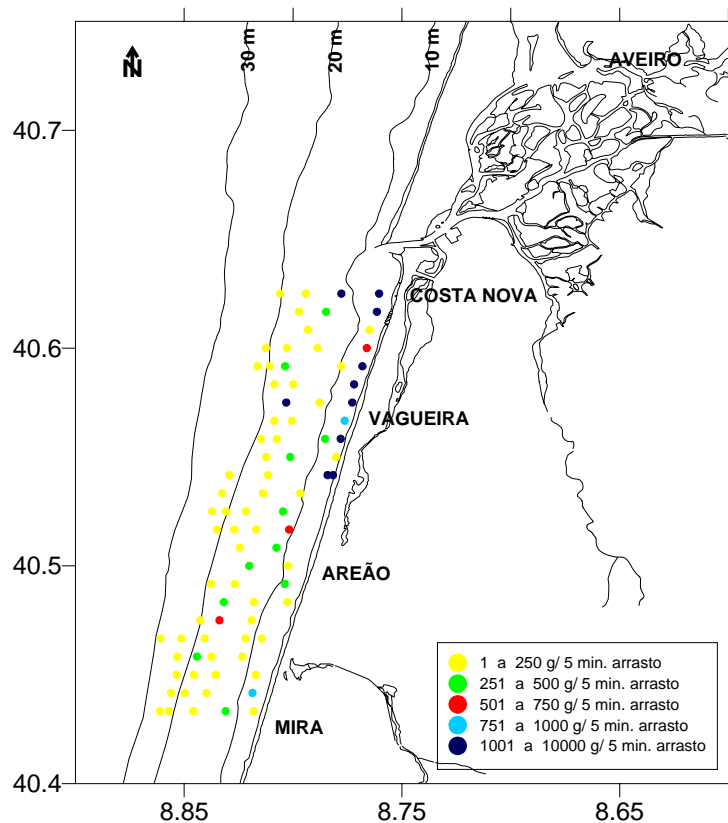 N
30 m
20 m
10 m
AVEIRO
40.7
COSTA NOVA
40.6
VAGUEIRA
40.5
AREÃO
1 a 250 g/ 5 min. arrasto
251 a 500 g/ 5 min. arrasto
501 a 750 g/ 5 min. arrasto
751 a 1000 g/ 5 min. arrasto
1001 a 10000 g/ 5 min. arrasto
MIRA
40.4
8.85
8.75
8.65